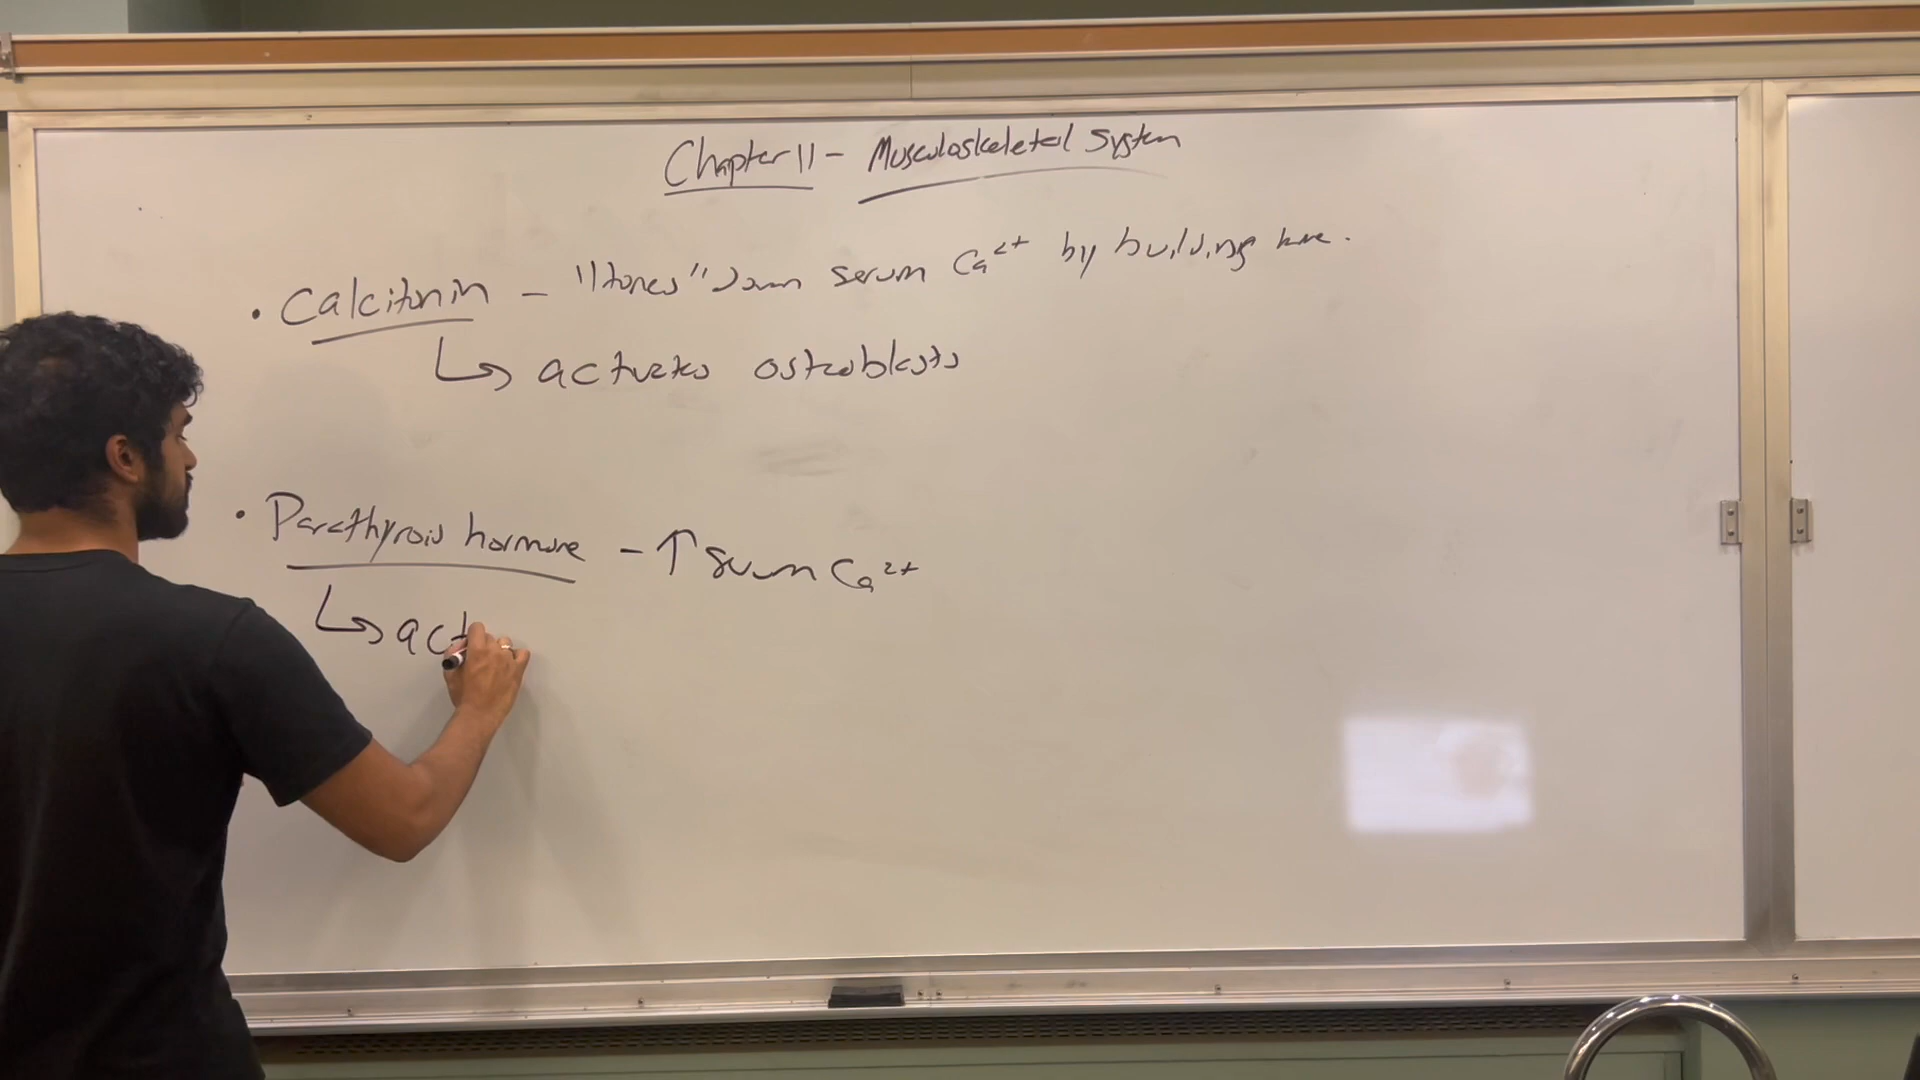 Chapter 11 - Musculoskeletal System
• Calcitonin - "tones" down serum Ca²⁺ by building bone.
↳ activates osteoblasts
• Parathyroid hormone - ↑ serum Ca²⁺
↳ act